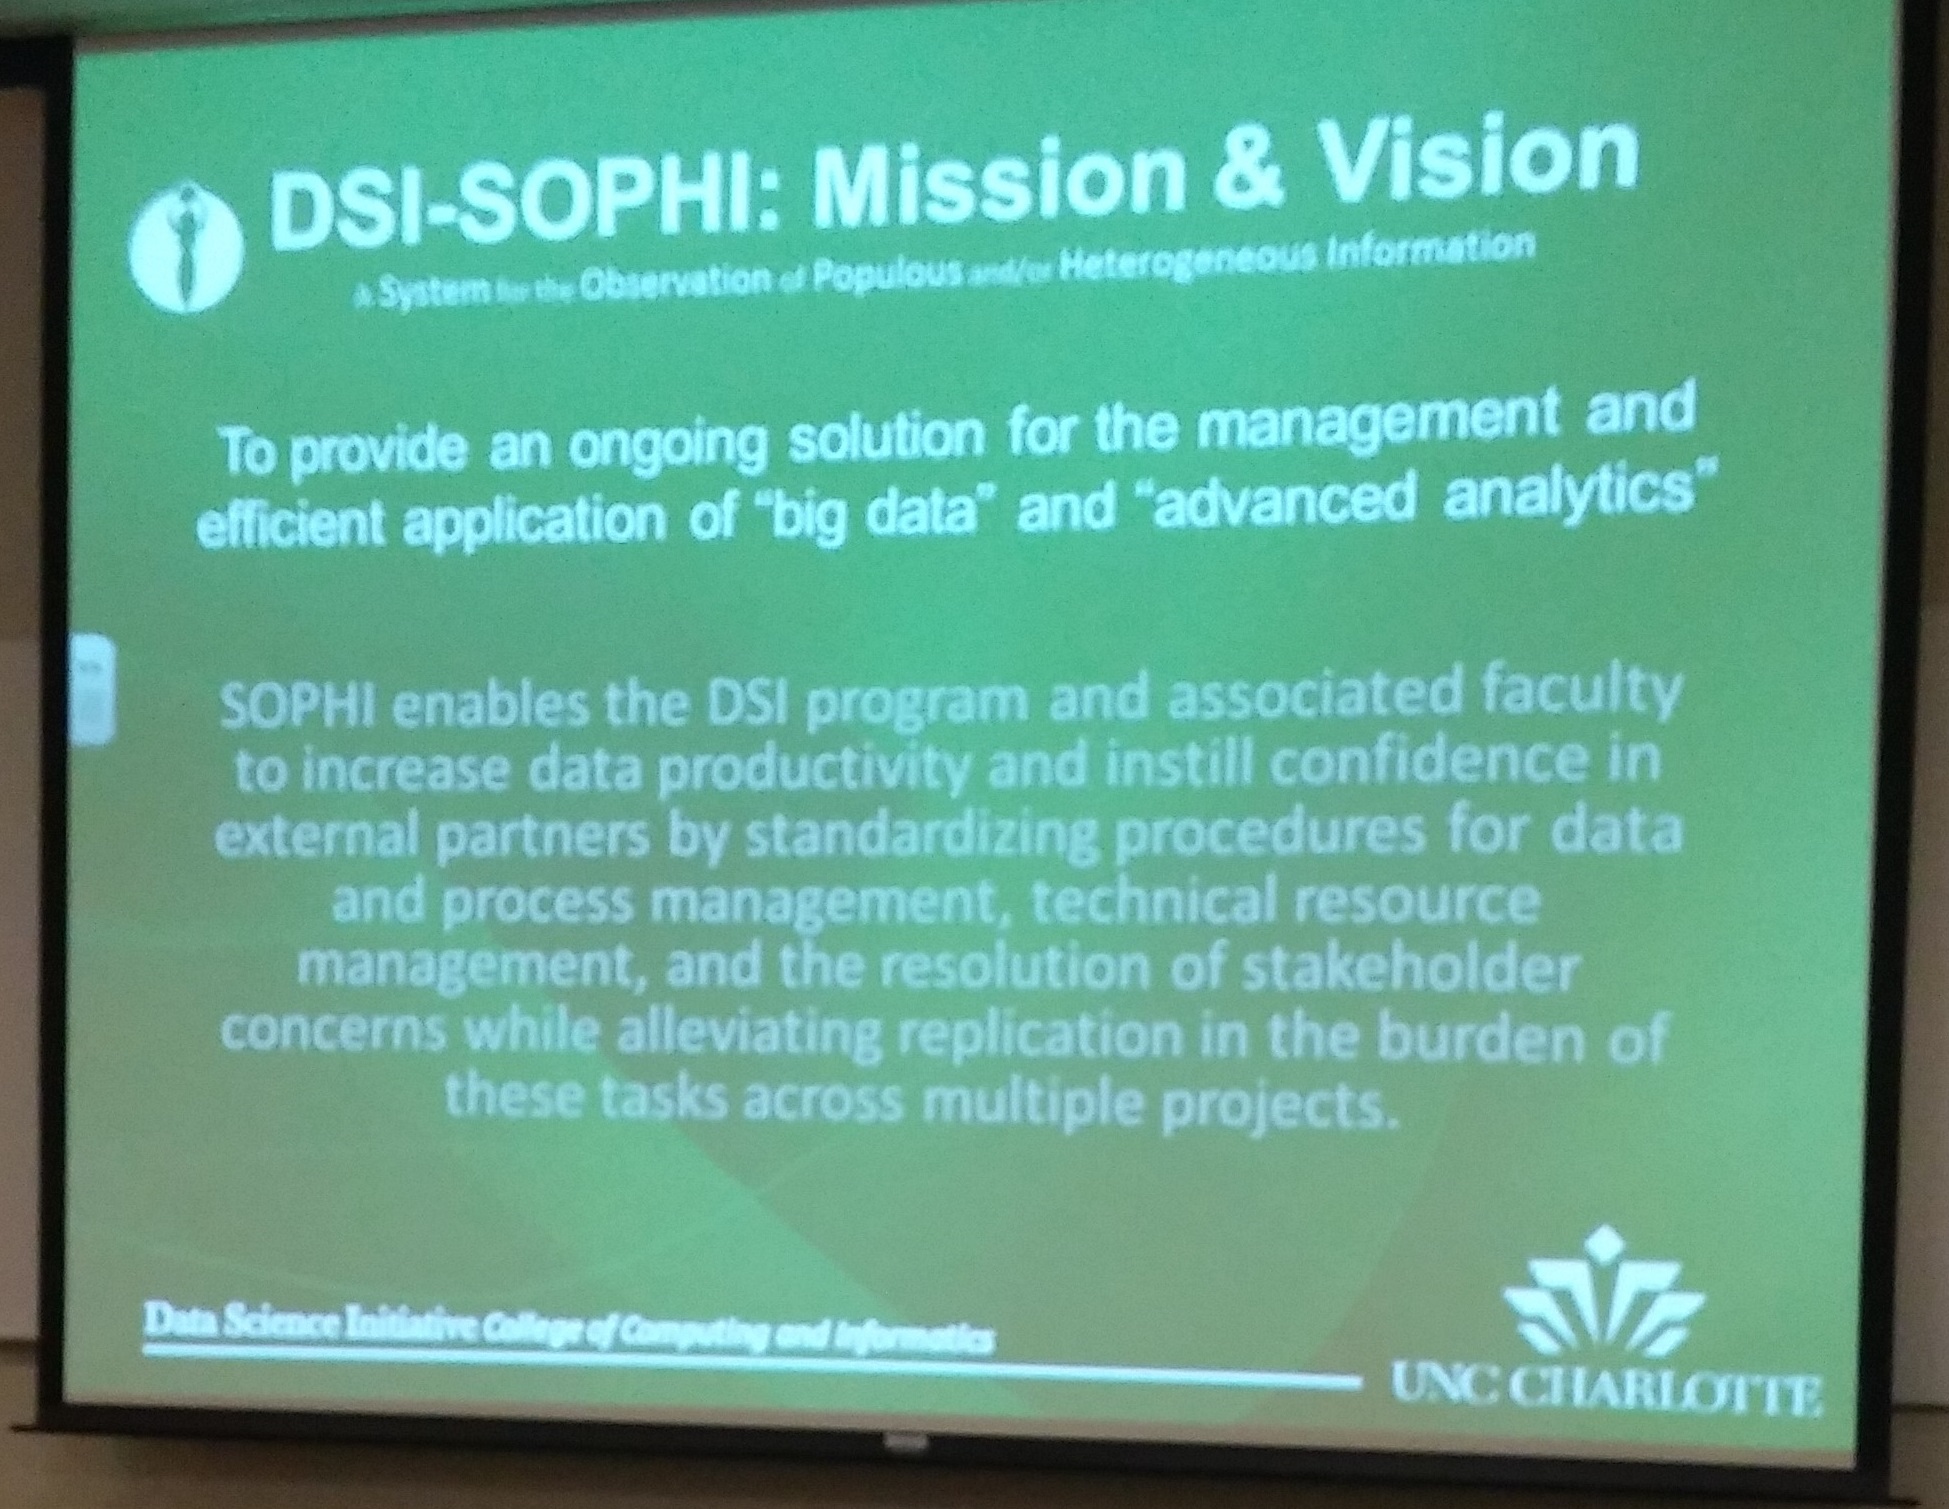 DSI-SOPHI: Mission & Vision
A System for the Observation of Populous and/or Heterogeneous Information
To provide an ongoing solution for the management and
efficient application of “big data” and “advanced analytics”
SOPHI enables the DSI program and associated faculty
to increase data productivity and instill confidence in
external partners by standardizing procedures for data
and process management, technical resource
management, and the resolution of stakeholder
concerns while alleviating replication in the burden of
these tasks across multiple projects.
Data Science Initiative College of Computing and Informatics
UNC CHARLOTTE